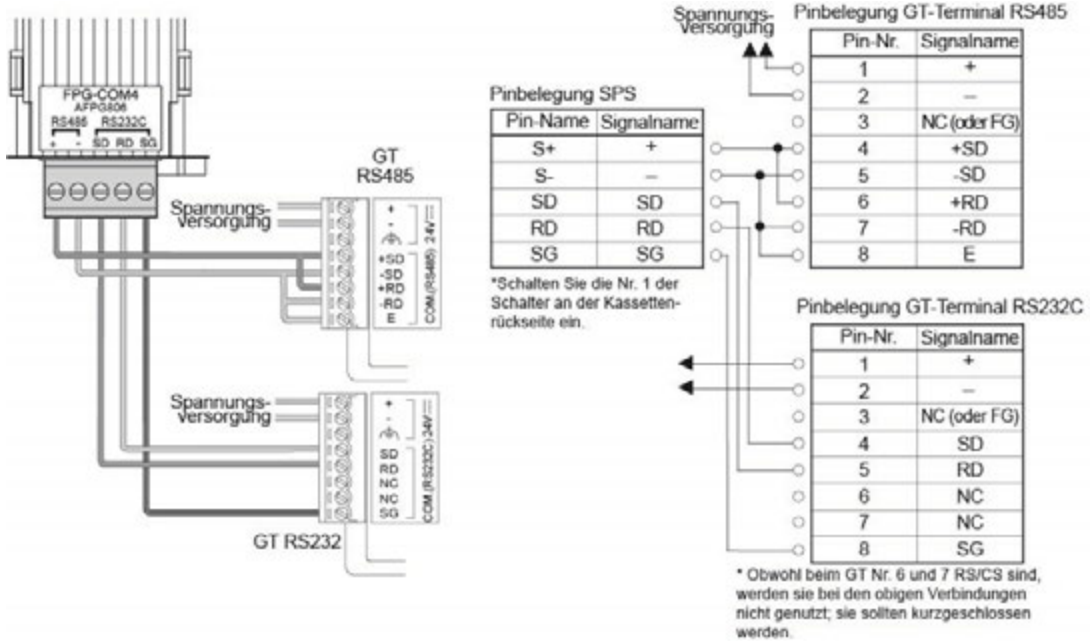 FPG-COM4
AFPG806
RS485 RS232C
+ - SD RD SG
GT
RS485
Spannungs-
versorgung
+
-
24V
+SD
-SD
+RD
-RD
E
COM.(RS485)
Spannungs-
versorgung
+
-
24V
SD
RD
NC
NC
SG
COM.(RS232C)
GT RS232
Pinbelegung SPS
Pin-Name Signalname
S+ +
S- –
SD SD
RD RD
SG SG
*Schalten Sie die Nr. 1 der
Schalter an der Kassetten-
rückseite ein.
Spannungs-
versorgung
Pinbelegung GT-Terminal RS485
Pin-Nr. Signalname
1 +
2 –
3 NC (oder FG)
4 +SD
5 -SD
6 +RD
7 -RD
8 E
Pinbelegung GT-Terminal RS232C
Pin-Nr. Signalname
1 +
2 –
3 NC (oder FG)
4 SD
5 RD
6 NC
7 NC
8 SG
* Obwohl beim GT Nr. 6 und 7 RS/CS sind,
werden sie bei den obigen Verbindungen
nicht genutzt; sie sollten kurzgeschlossen
werden.